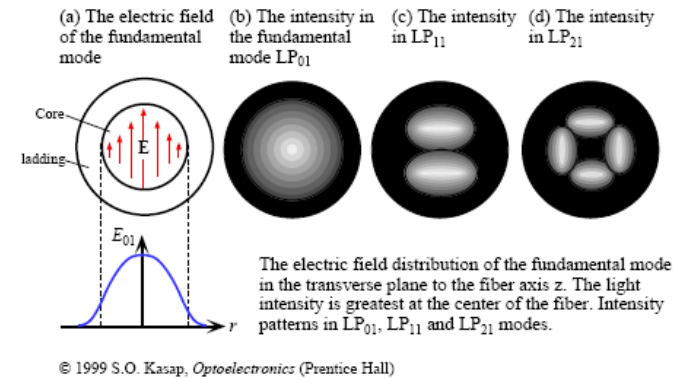 (a) The electric field
of the fundamental
mode
(b) The intensity in
the fundamental
mode LP01
(c) The intensity
in LP11
(d) The intensity
in LP21
Core
ladding
E
E01
r
The electric field distribution of the fundamental mode
in the transverse plane to the fiber axis z. The light
intensity is greatest at the center of the fiber. Intensity
patterns in LP01, LP11 and LP21 modes.
© 1999 S.O. Kasap, Optoelectronics (Prentice Hall)